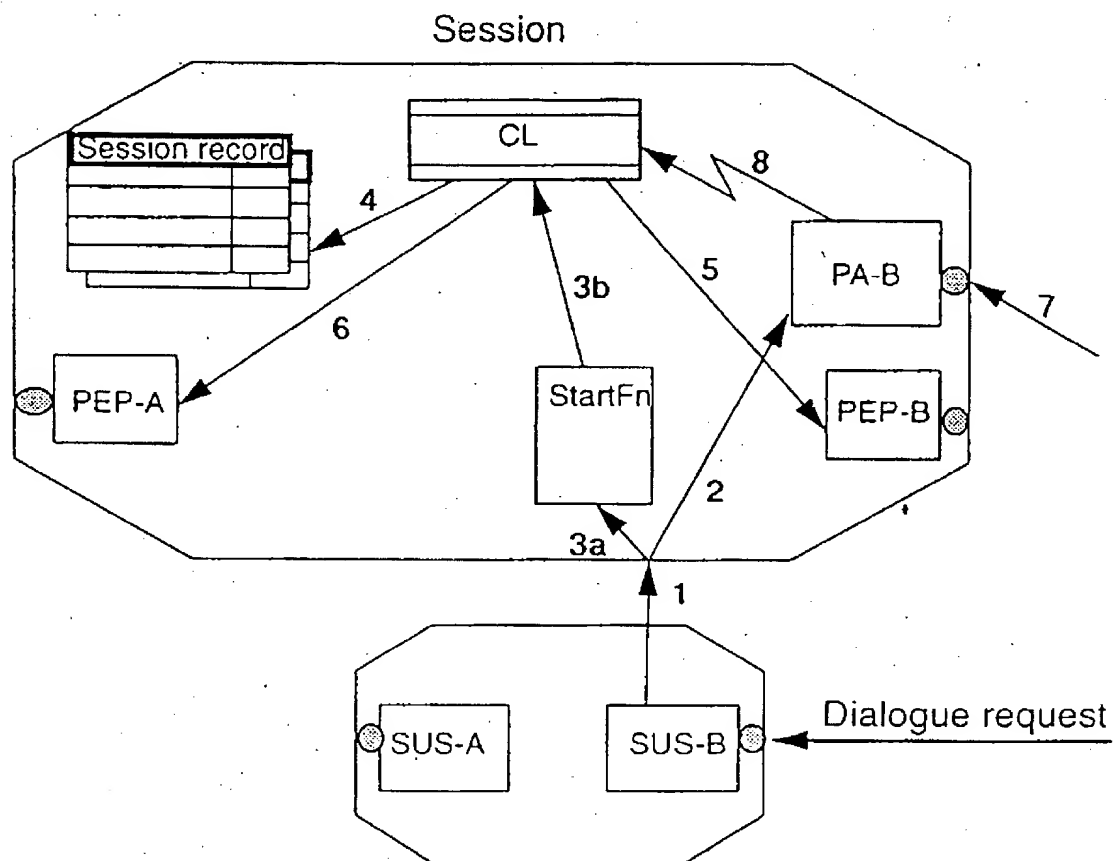 Session
CL
Session record
8
4
PA-B
3b
5
7
6
StartFn
PEP-A
PEP-B
2
3a
1
Dialogue request
SUS-A
SUS-B